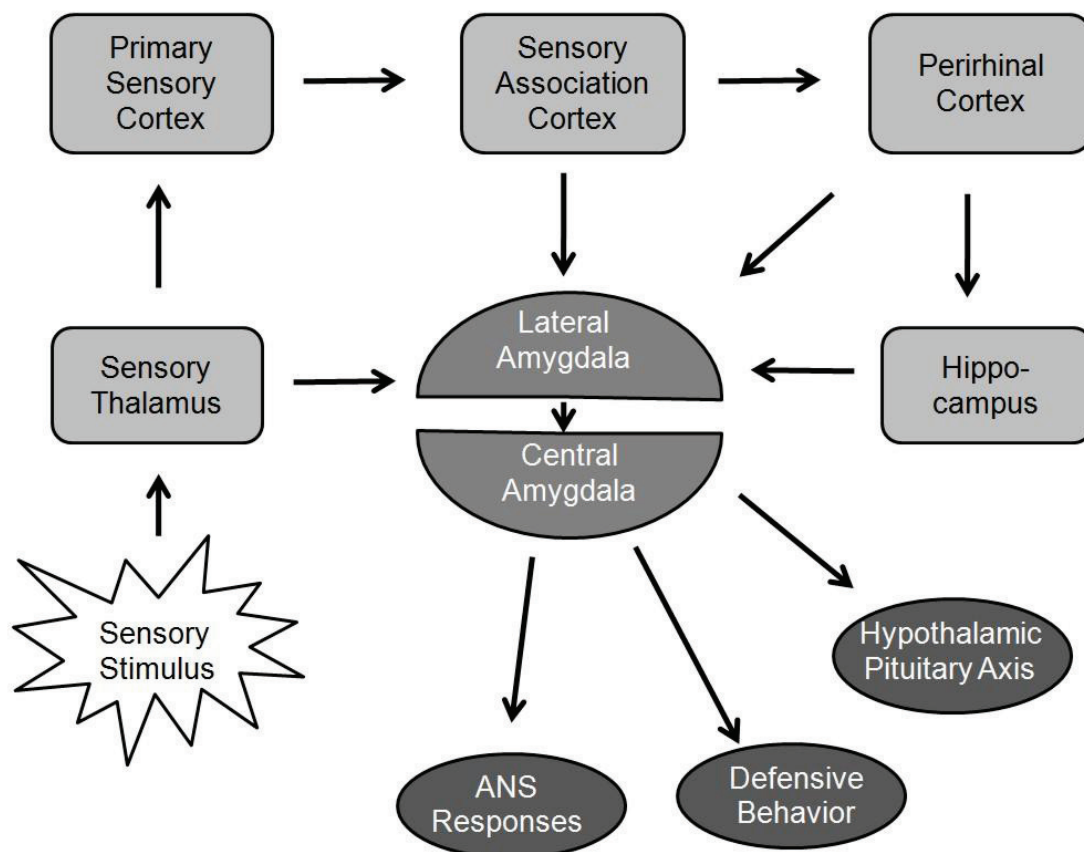 Primary
Sensory
Cortex
Sensory
Association
Cortex
Perirhinal
Cortex
Sensory
Thalamus
Lateral
Amygdala
Hippo-
campus
Central
Amygdala
Sensory
Stimulus
Hypothalamic
Pituitary Axis
ANS
Responses
Defensive
Behavior